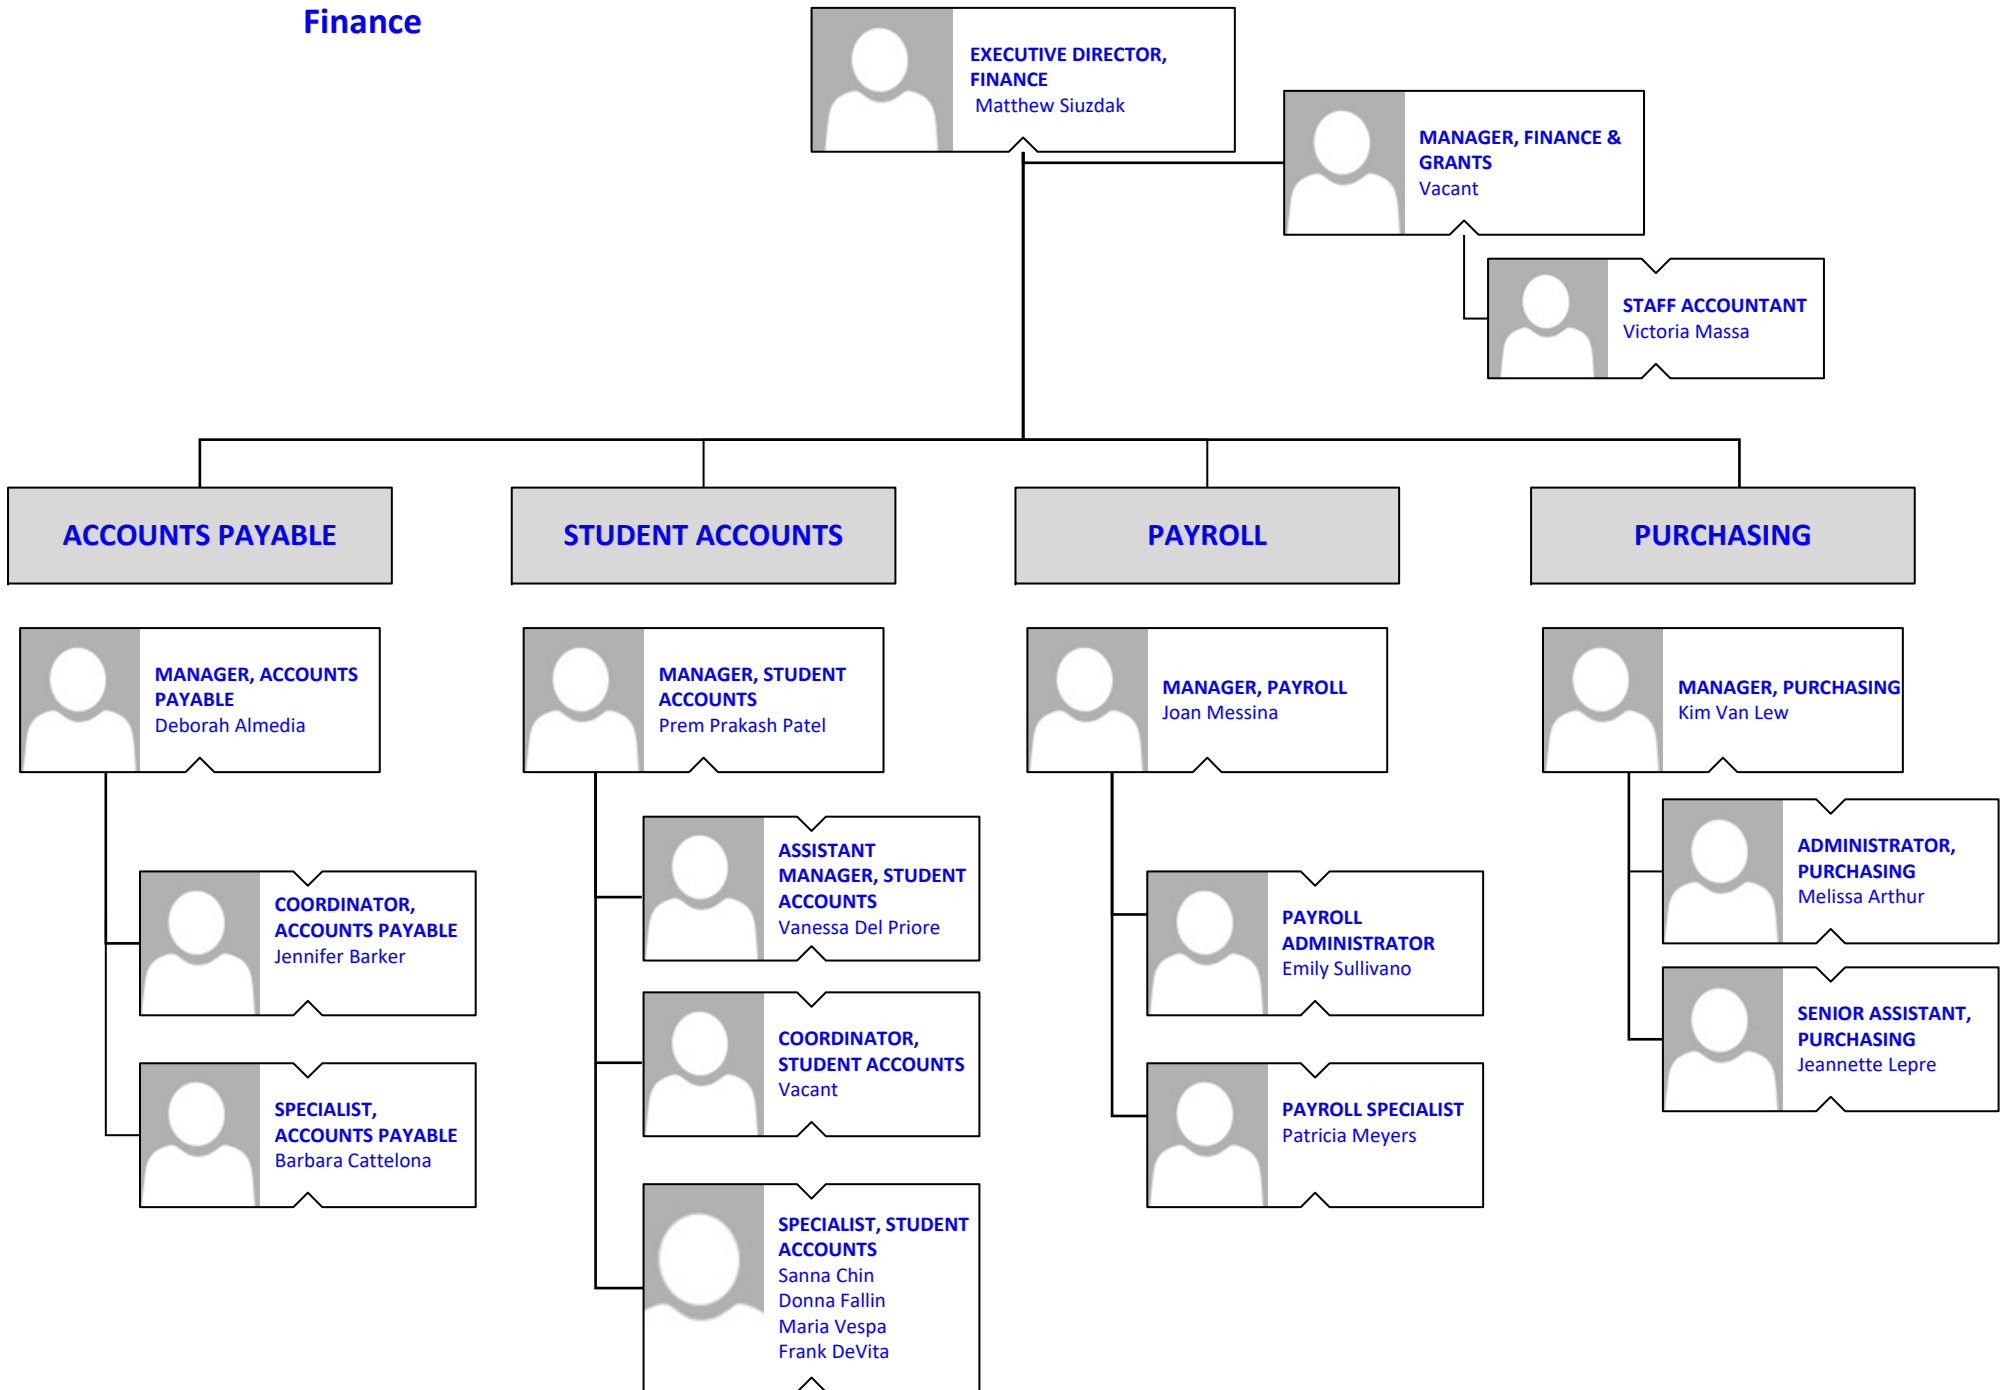 Finance
EXECUTIVE DIRECTOR,
FINANCE
Matthew Siuzdak
MANAGER, FINANCE &
GRANTS
Vacant
STAFF ACCOUNTANT
Victoria Massa
ACCOUNTS PAYABLE
STUDENT ACCOUNTS
PAYROLL
PURCHASING
MANAGER, ACCOUNTS
PAYABLE
Deborah Almedia
MANAGER, STUDENT
ACCOUNTS
Prem Prakash Patel
MANAGER, PAYROLL
Joan Messina
MANAGER, PURCHASING
Kim Van Lew
COORDINATOR,
ACCOUNTS PAYABLE
Jennifer Barker
SPECIALIST,
ACCOUNTS PAYABLE
Barbara Cattelona
ASSISTANT
MANAGER, STUDENT
ACCOUNTS
Vanessa Del Priore
COORDINATOR,
STUDENT ACCOUNTS
Vacant
SPECIALIST, STUDENT
ACCOUNTS
Sanna Chin
Donna Fallin
Maria Vespa
Frank DeVita
PAYROLL
ADMINISTRATOR
Emily Sullivano
PAYROLL SPECIALIST
Patricia Meyers
ADMINISTRATOR,
PURCHASING
Melissa Arthur
SENIOR ASSISTANT,
PURCHASING
Jeannette Lepre